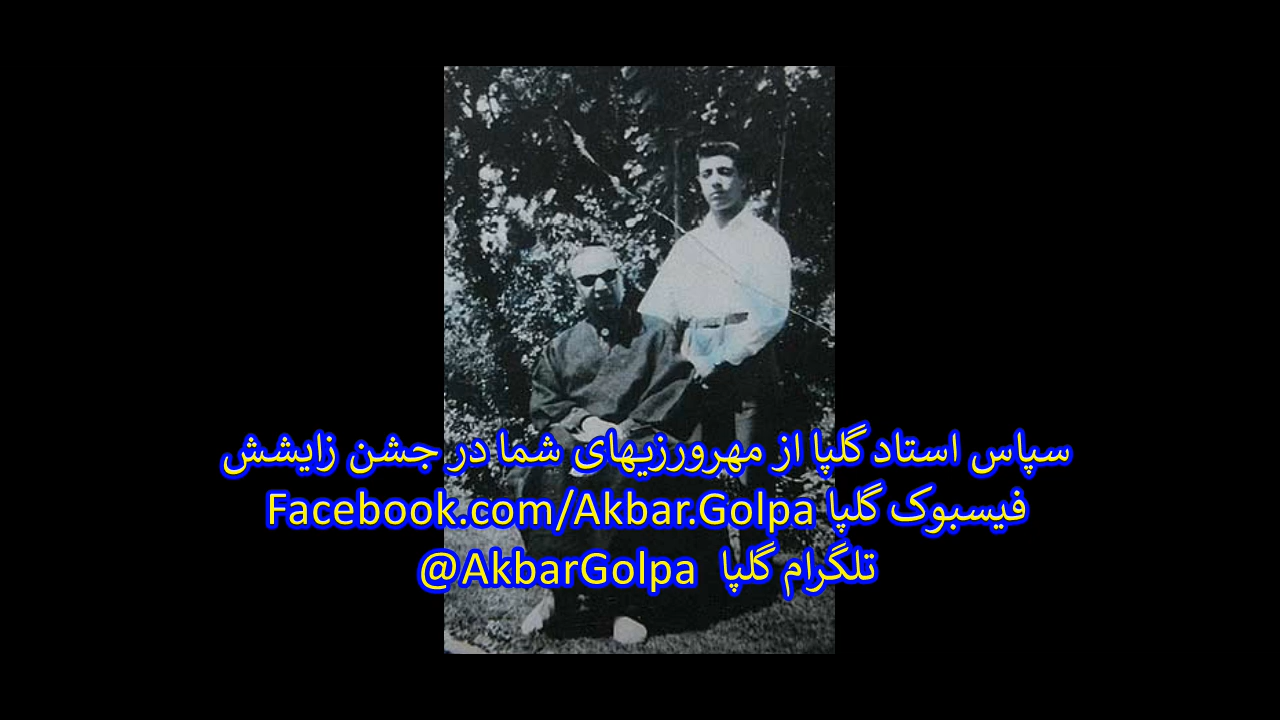 سپاس استاد گلپا از مهرورزیهای شما در جشن زایشش
فیسبوک گلپا Facebook.com/Akbar.Golpa
تلگرام گلپا @AkbarGolpa